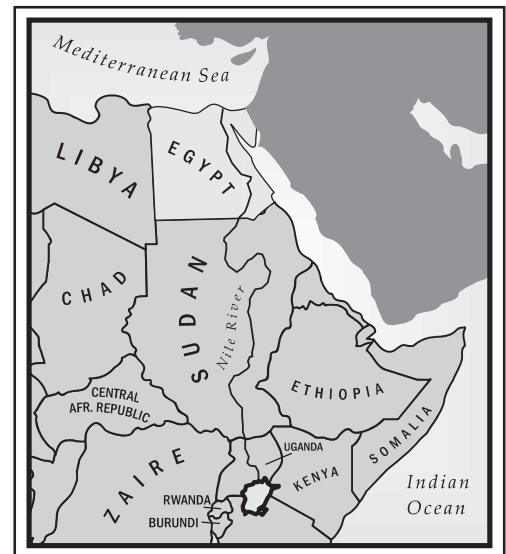 Mediterranean Sea
LIBYA
EGYPT
CHAD
SUDAN
Nile River
CENTRAL
AFR. REPUBLIC
ETHIOPIA
SOMALIA
UGANDA
KENYA
ZAIRE
RWANDA
BURUNDI
Indian
Ocean